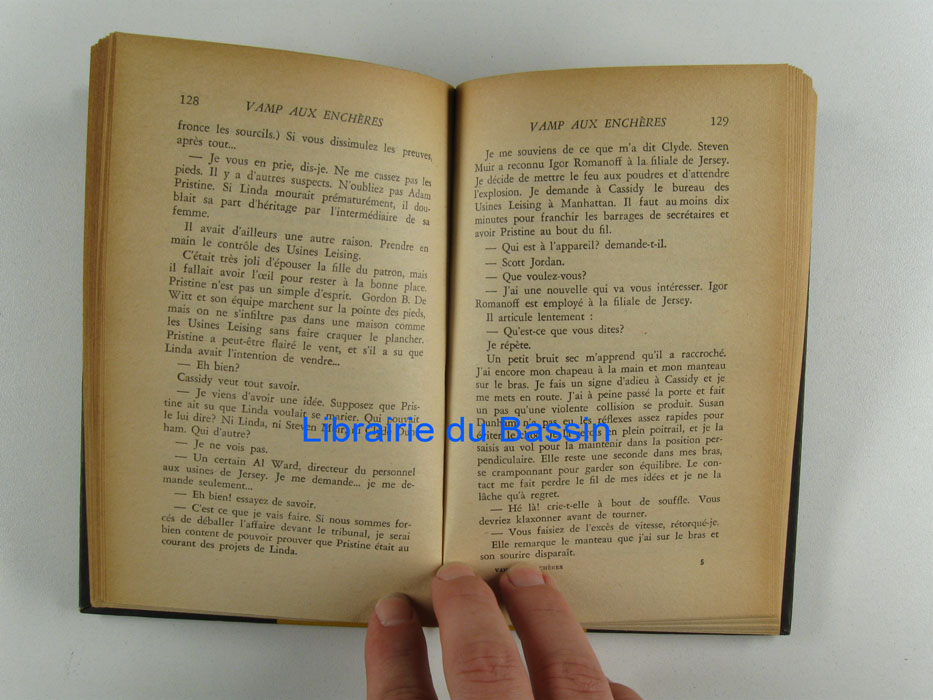 128
VAMP AUX ENCHÈRES
fronce les sourcils.) Si vous dissimulez les preuves,
après tout...
— Je vous en prie, dis-je. Ne me cassez pas les
pieds. Il y a d'autres suspects. N'oubliez pas Adam
Pristine. Si Linda mourait prématurément, il dou-
blait sa part d'héritage par l'intermédiaire de sa
femme.
Il avait d'ailleurs une autre raison. Prendre en
main le contrôle des Usines Leising.
C'était très joli d'épouser la fille du patron, mais
il fallait avoir l'œil pour rester à la bonne place.
Pristine n'est pas un simple d'esprit. Gordon B. De
Witt et son équipe marchent sur la pointe des pieds,
mais on ne s'infiltre pas dans une maison comme
les Usines Leising sans faire craquer le plancher.
Pristine a peut-être flairé le vent, et s'il a su que
Linda avait l'intention de vendre...
— Eh bien?
Cassidy veut tout savoir.
— Je viens d'avoir une idée. Supposez que Pris-
tine ait su que Linda voulait se marier. Qui pouvait
le lui dire? Ni Linda, ni Steven
ham. Qui d'autre?
— Je ne vois pas.
— Un certain Al Ward, directeur du personnel
aux usines de Jersey. Je me demande... je me de-
mande seulement...
— Eh bien! essayez de savoir.
— C'est ce que je vais faire. Si nous sommes for-
cés de déballer l'affaire devant le tribunal, je serai
bien content de pouvoir prouver que Pristine était au
courant des projets de Linda.
VAMP AUX ENCHÈRES
129
Je me souviens de ce que m'a dit Clyde. Steven
Muir a reconnu Igor Romanoff à la filiale de Jersey.
Je décide de mettre le feu aux poudres et d'attendre
l'explosion. Je demande à Cassidy le bureau des
Usines Leising à Manhattan. Il faut au moins dix
minutes pour franchir les barrages de secrétaires et
avoir Pristine au bout du fil.
— Qui est à l'appareil? demande-t-il.
— Scott Jordan.
— Que voulez-vous?
— J'ai une nouvelle qui va vous intéresser. Igor
Romanoff est employé à la filiale de Jersey.
Il articule lentement :
— Qu'est-ce que vous dites?
Je répète.
Un petit bruit sec m'apprend qu'il a raccroché.
J'ai encore mon chapeau à la main et mon manteau
sur le bras. Je fais un signe d'adieu à Cassidy et je
me mets en route. J'ai à peine passé la porte et fait
un pas qu'une violente collision se produit. Susan
Dunham n'a pas eu les réflexes assez rapides pour
éviter le en plein poitrail, et je la
saisis au vol pour la maintenir dans la position per-
pendiculaire. Elle reste une seconde dans mes bras,
se cramponnant pour garder son équilibre. Le con-
tact me fait perdre le fil de mes idées et je ne la
lâche qu'à regret.
— Hé là! crie-t-elle à bout de souffle. Vous
devriez klaxonner avant de tourner.
— Vous faisiez de l'excès de vitesse, rétorqué-je.
Elle remarque le manteau que j'ai sur le bras et
son sourire disparaît.
5
Librairie du Bassin